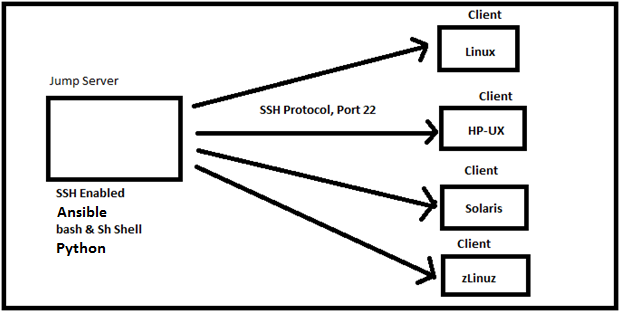 Client
Linux
Jump Server
SSH Protocol, Port 22
Client
HP-UX
Client
Solaris
SSH Enabled
Ansible
bash & Sh Shell
Python
Client
zLinuz